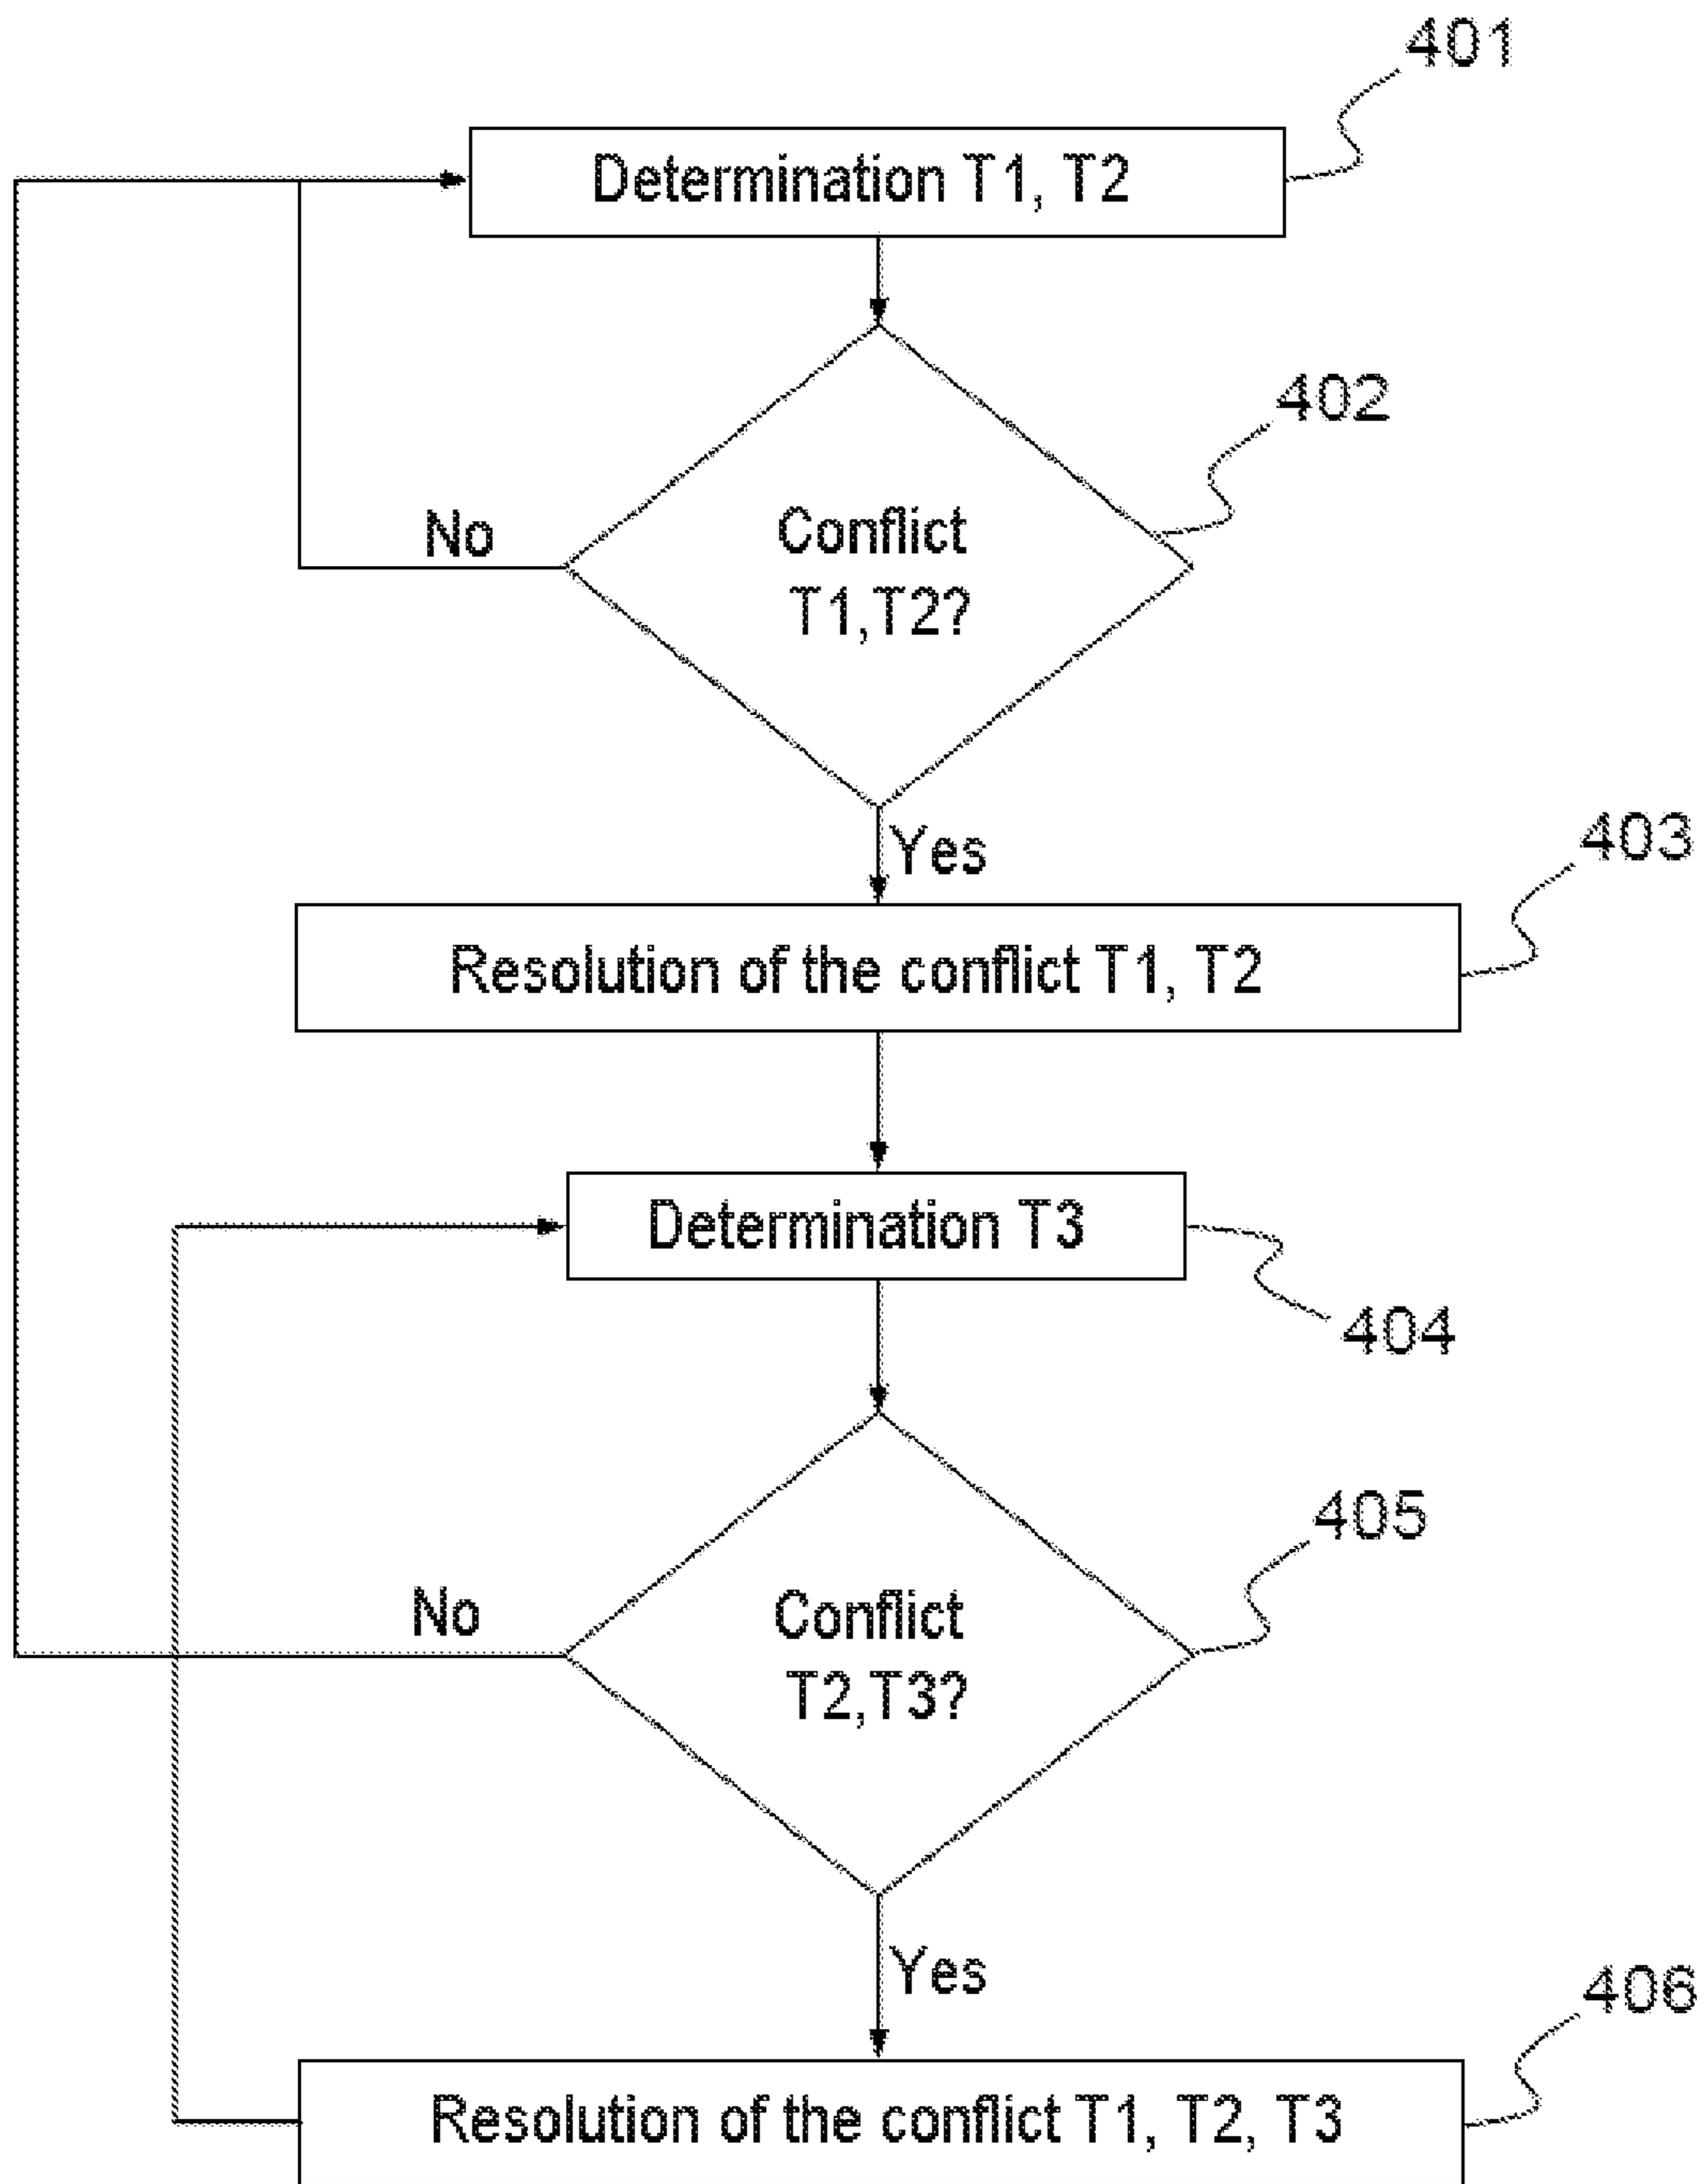 401
Determination T1, T2
402
Conflict
T1,T2?
No
Yes
403
Resolution of the conflict T1, T2
Determination T3
404
405
Conflict
T2,T3?
No
Yes
406
Resolution of the conflict T1, T2, T3